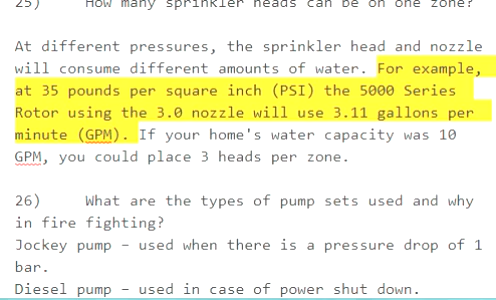 25)     How many sprinkler heads can be on one zone?
At different pressures, the sprinkler head and nozzle
will consume different amounts of water. For example,
at 35 pounds per square inch (PSI) the 5000 Series
Rotor using the 3.0 nozzle will use 3.11 gallons per
minute (GPM). If your home's water capacity was 10
GPM, you could place 3 heads per zone.
26)     What are the types of pump sets used and why
in fire fighting?
Jockey pump – used when there is a pressure drop of 1
bar.
Diesel pump – used in case of power shut down.